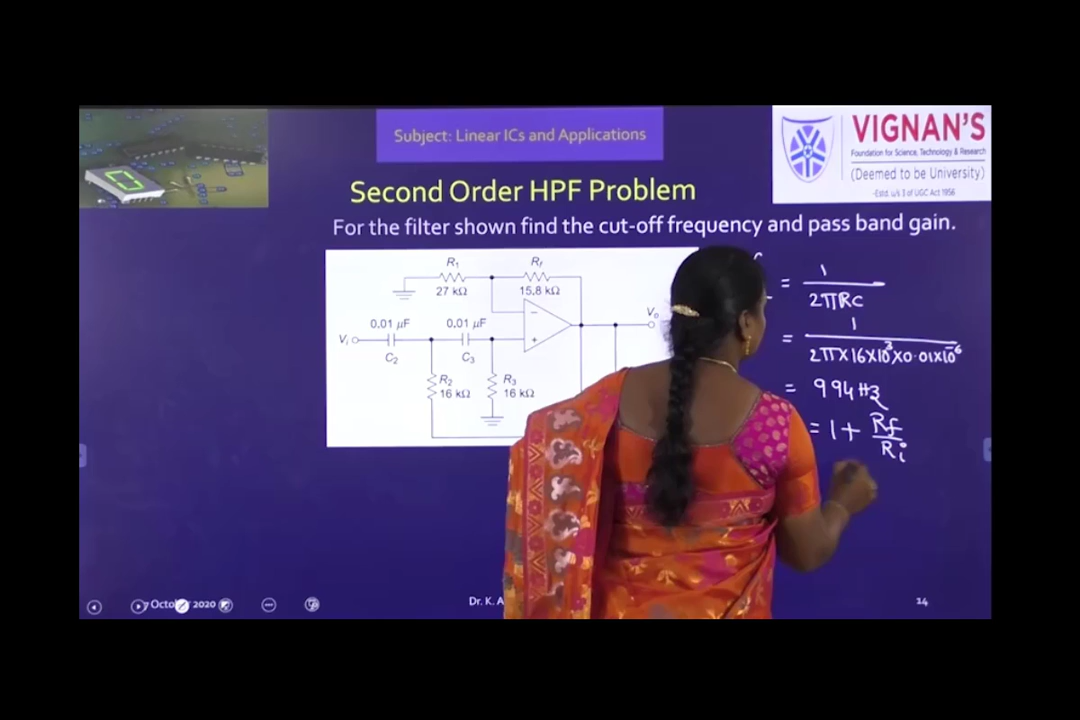 Subject: Linear ICs and Applications
VIGNAN'S
Foundation for Science, Technology & Research
(Deemed to be University)
-Estd. u/s 3 of UGC Act 1956
Second Order HPF Problem
For the filter shown find the cut-off frequency and pass band gain.
R₁
27 kΩ
Rf
15.8 kΩ
0.01 μF
0.01 μF
Vi
C₂
C₃
−
+
Vo
R₂
16 kΩ
R₃
16 kΩ
= 1 / 2πRC
= 1 / 2π×16×10³×0.01×10⁻⁶
= 994Hz
= 1 + Rf / Ri
7 October 2020
Dr. K. A
14